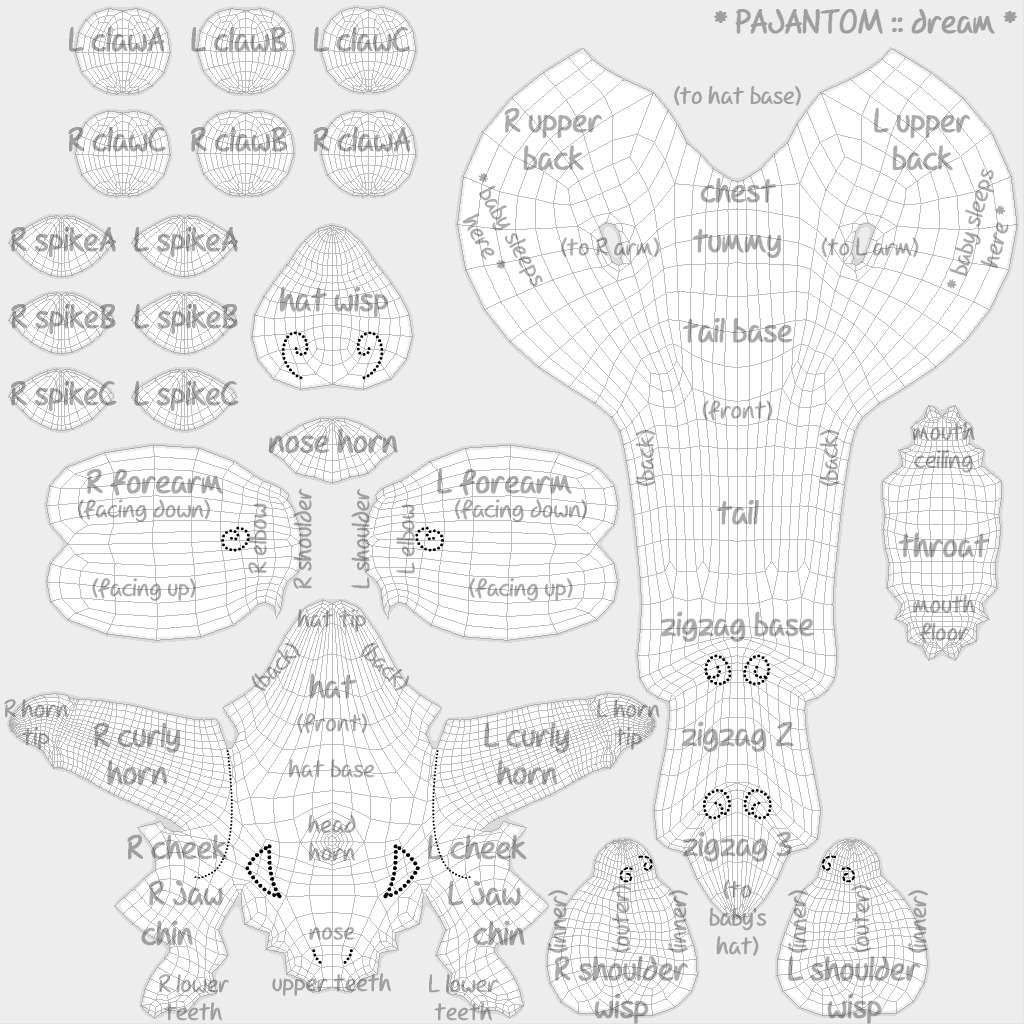 * PAJANTOM :: dream *
L clawA
L clawB
L clawC
R clawC
R clawB
R clawA
R spikeA
L spikeA
R spikeB
L spikeB
R spikeC
L spikeC
hat wisp
nose horn
(to hat base)
R upper
back
L upper
back
* baby sleeps
here *
* baby sleeps
here *
chest
(to R arm)
tummy
(to L arm)
tail base
(front)
(back)
(back)
tail
zigzag base
zigzag 2
zigzag 3
(to
baby's
hat)
mouth
ceiling
throat
mouth
floor
R forearm
(facing down)
(facing up)
R elbow
R shoulder
L shoulder
L elbow
L forearm
(facing down)
(facing up)
hat tip
(back)
(back)
hat
(front)
hat base
head
horn
nose
upper teeth
R horn
tip
R curly
horn
L curly
horn
L horn
tip
R cheek
R jaw
chin
R lower
teeth
L cheek
L jaw
chin
L lower
teeth
(inner)
(outer)
(inner)
R shoulder
wisp
(inner)
(outer)
(inner)
L shoulder
wisp